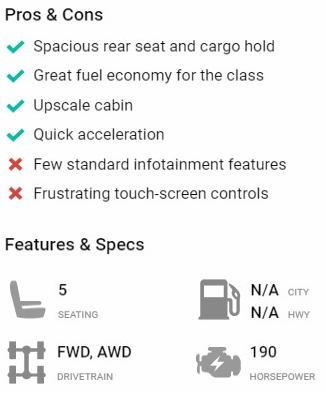 Pros & Cons
Spacious rear seat and cargo hold
Great fuel economy for the class
Upscale cabin
Quick acceleration
Few standard infotainment features
Frustrating touch-screen controls
Features & Specs
5
SEATING
N/A CITY
N/A HWY
FWD, AWD
DRIVETRAIN
190
HORSEPOWER